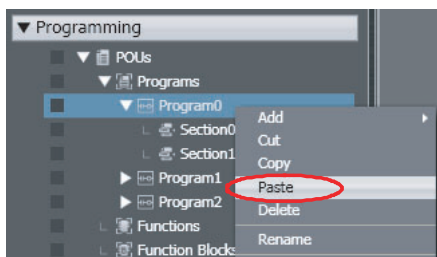 Programming
POUs
Programs
Program0
Section0
Section1
Program1
Program2
Functions
Function Blocks
Add
Cut
Copy
Paste
Delete
Rename